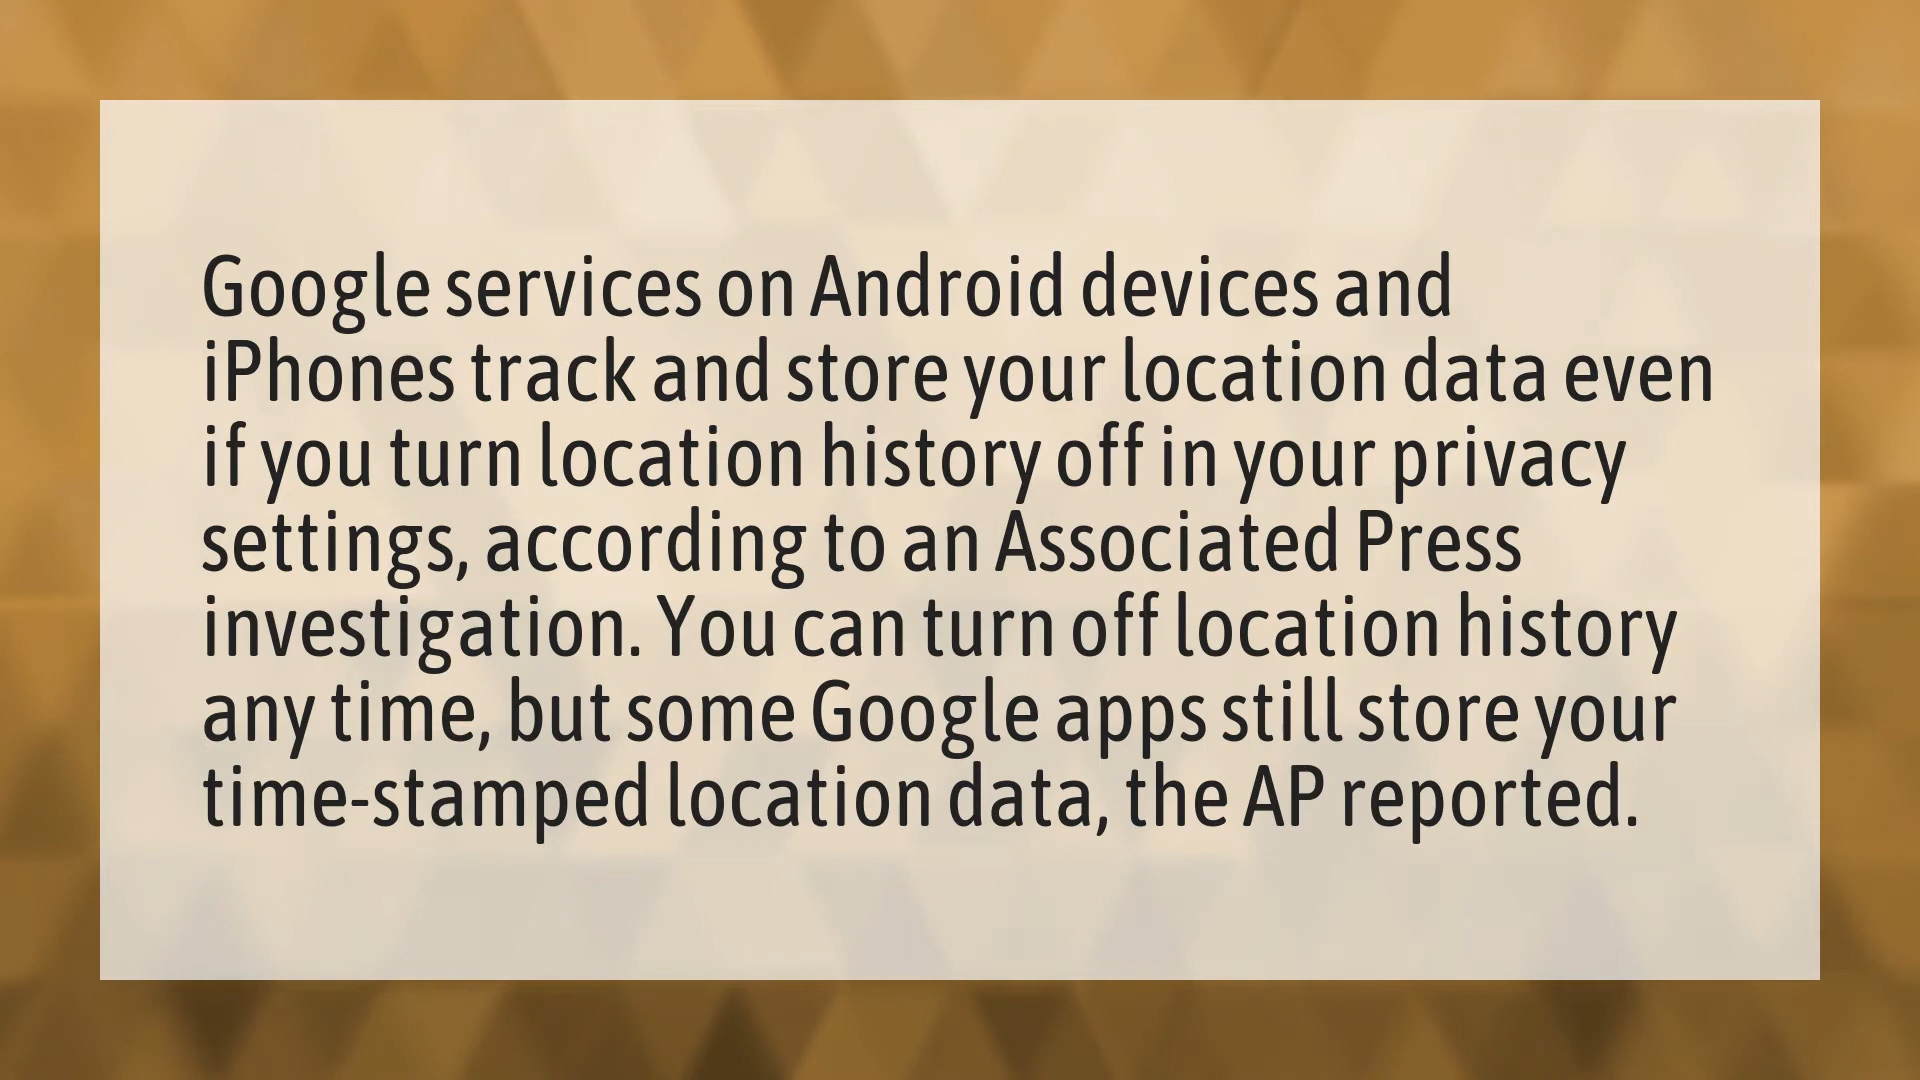 Google services on Android devices and
iPhones track and store your location data even
if you turn location history off in your privacy
settings, according to an Associated Press
investigation. You can turn off location history
any time, but some Google apps still store your
time-stamped location data, the AP reported.